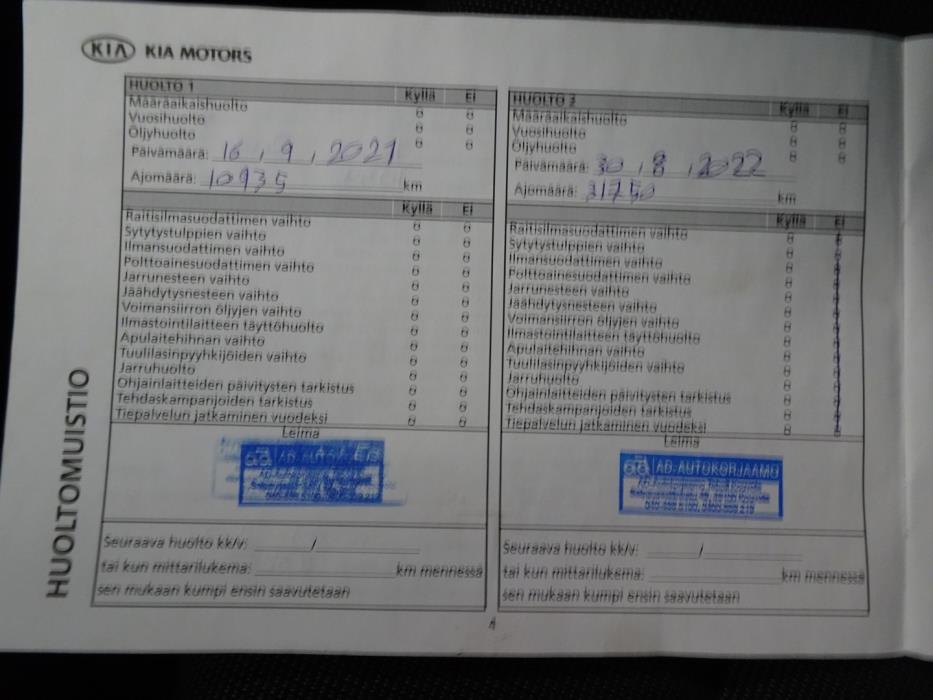 KIA KIA MOTORS
HUOLTO 1 Kyllä Ei
Määräaikaishuolto
Vuosihuolto
Öljyhuolto
Päivämäärä: 16 , 9 , 2021
Ajomäärä: 10935 km
Kyllä Ei
Raitisilmasuodattimen vaihto
Sytytystulppien vaihto
Ilmansuodattimen vaihto
Polttoainesuodattimen vaihto
Jarrunesteen vaihto
Jäähdytysnesteen vaihto
Voimansiirron öljyjen vaihto
Ilmastointilaitteen täyttöhuolto
Apulaitehihnan vaihto
Tuulilasinpyyhkijöiden vaihto
Jarruhuolto
Ohjainlaitteiden päivitysten tarkistus
Tehdaskampanjoiden tarkistus
Tiepalvelun jatkaminen vuodeksi
Leima
Seuraava huolto kk/v: /
tai kun mittarilukema: km mennessä
sen mukaan kumpi ensin saavutetaan
HUOLTO 2 Kyllä Ei
Määräaikaishuolto
Vuosihuolto
Öljyhuolto
Päivämäärä: 30 , 8 , 2022
Ajomäärä: 31750 km
Kyllä Ei
Raitisilmasuodattimen vaihto
Sytytystulppien vaihto
Ilmansuodattimen vaihto
Polttoainesuodattimen vaihto
Jarrunesteen vaihto
Jäähdytysnesteen vaihto
Voimansiirron öljyjen vaihto
Ilmastointilaitteen täyttöhuolto
Apulaitehihnan vaihto
Tuulilasinpyyhkijöiden vaihto
Jarruhuolto
Ohjainlaitteiden päivitysten tarkistus
Tehdaskampanjoiden tarkistus
Tiepalvelun jatkaminen vuodeksi
Leima
ad AD-AUTOKORJAAMO
Seuraava huolto kk/v: /
tai kun mittarilukema: km mennessä
sen mukaan kumpi ensin saavutetaan
HUOLTOMUISTIO
4